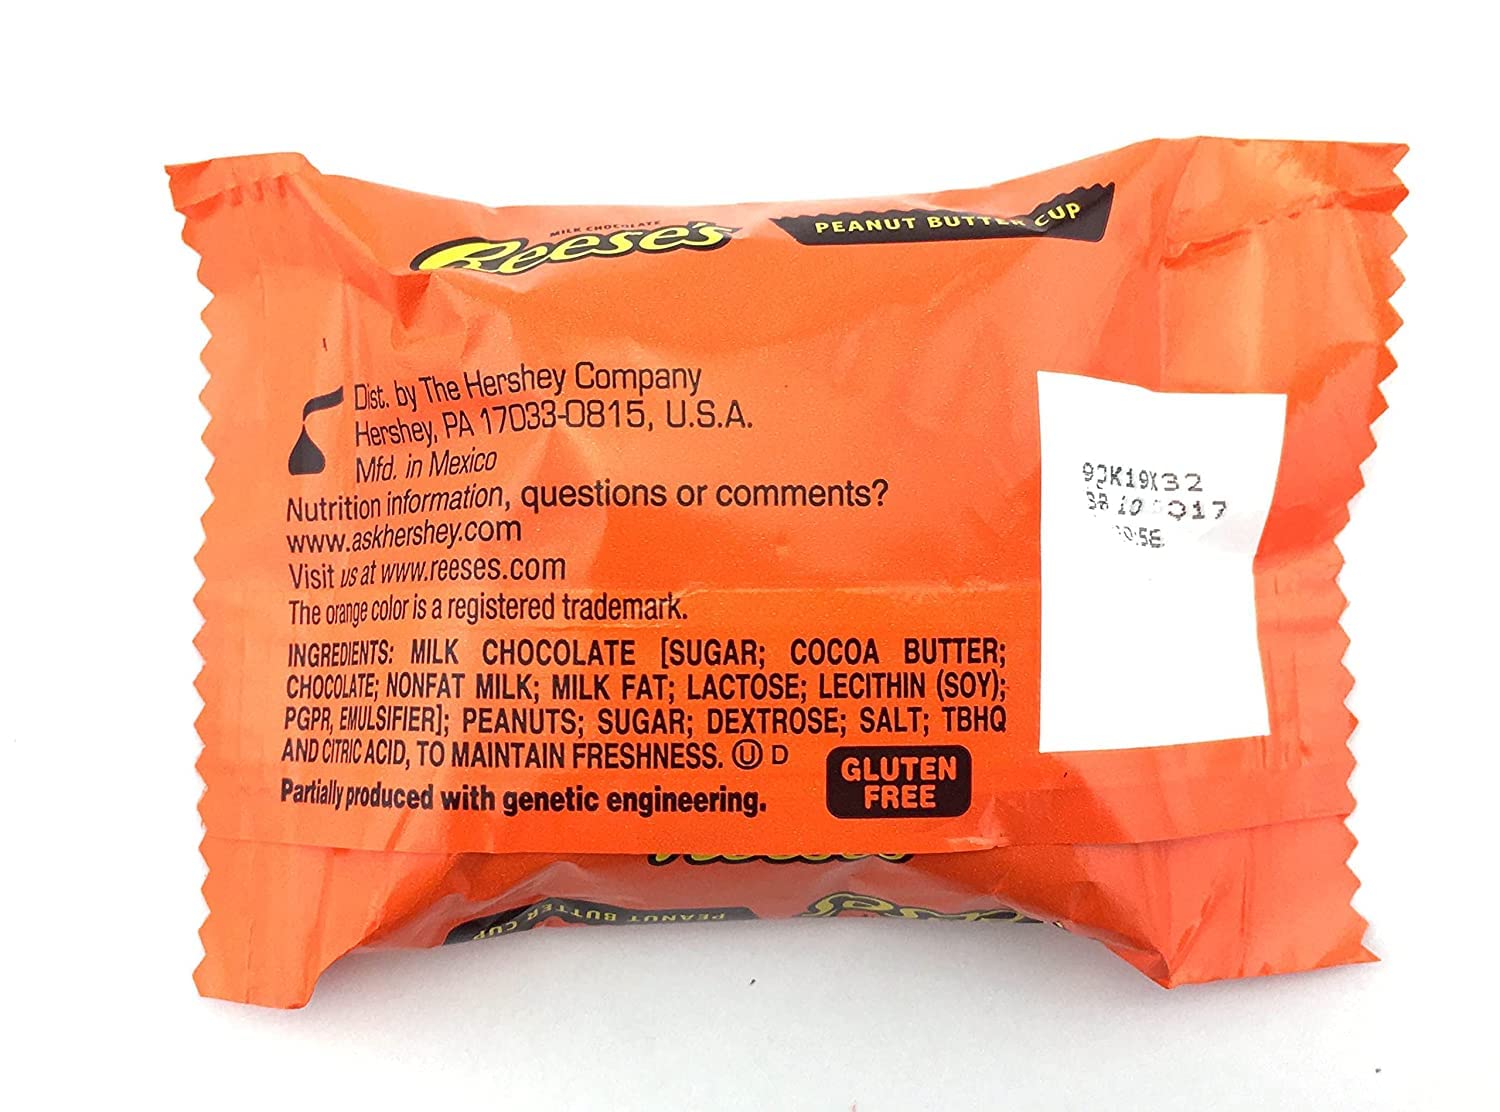 MILK CHOCOLATE
Reese's
PEANUT BUTTER CUP
Dist. by The Hershey Company
Hershey, PA 17033-0815, U.S.A.
Mfd. in Mexico
Nutrition information, questions or comments?
www.askhershey.com
Visit us at www.reeses.com
The orange color is a registered trademark.
INGREDIENTS: MILK CHOCOLATE [SUGAR; COCOA BUTTER;
CHOCOLATE; NONFAT MILK; MILK FAT; LACTOSE; LECITHIN (SOY);
PGPR, EMULSIFIER]; PEANUTS; SUGAR; DEXTROSE; SALT; TBHQ
AND CITRIC ACID, TO MAINTAIN FRESHNESS. Ⓤ D
Partially produced with genetic engineering.
GLUTEN
FREE
PEANUT BUTTER CUP
Reese's